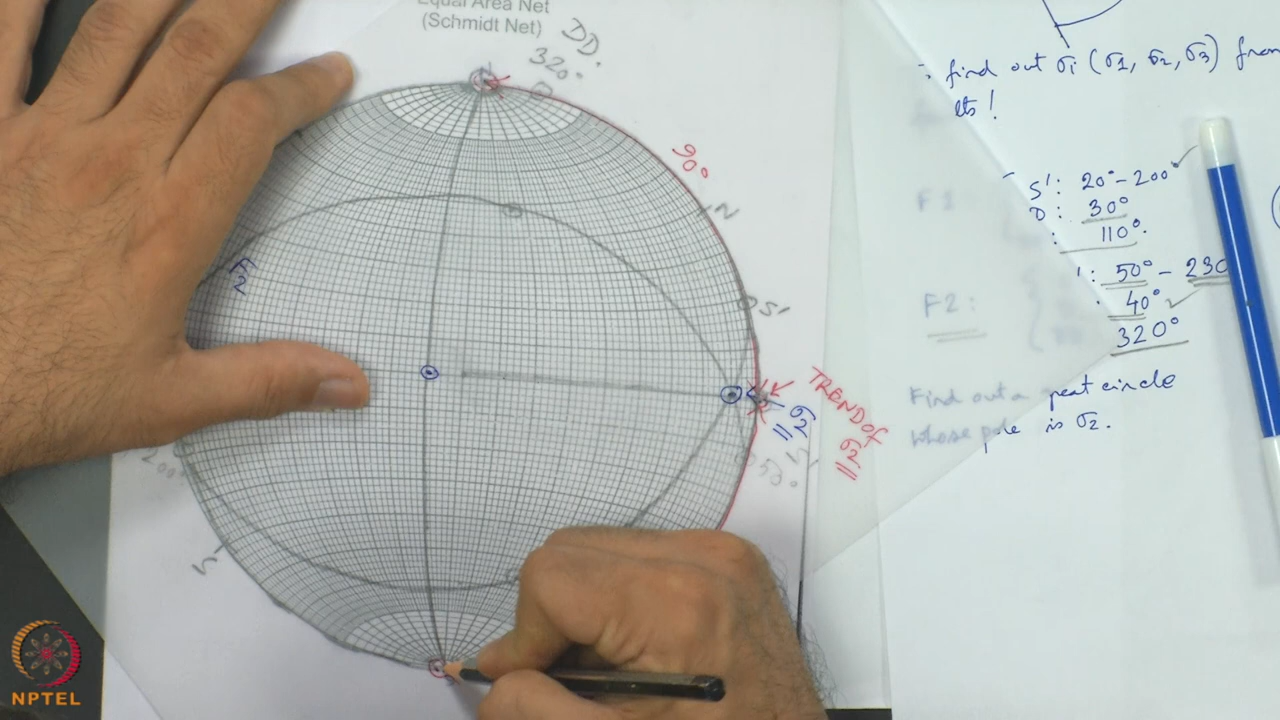 Equal Area Net
(Schmidt Net)
DD.
320°
90°
N
S'
F2
σ2
TREND of
σ2
200
S
find out σi (σ1, σ2, σ3) from
lts!
F1
S': 20° - 200°
D: 30°
: 110°.
F2:
': 50° - 230
40°
320°
Find out a great circle
whose pole is σ2.
NPTEL